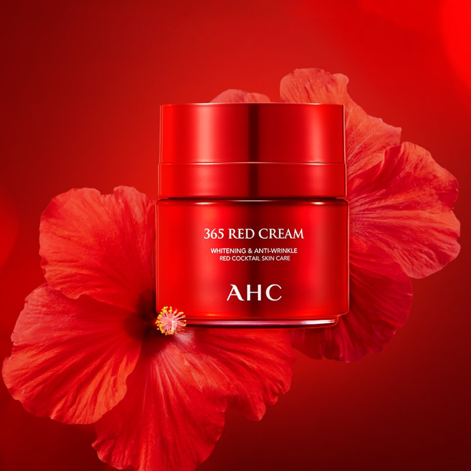 365 RED CREAM
WHITENING & ANTI-WRINKLE
RED COCKTAIL SKIN CARE
AHC